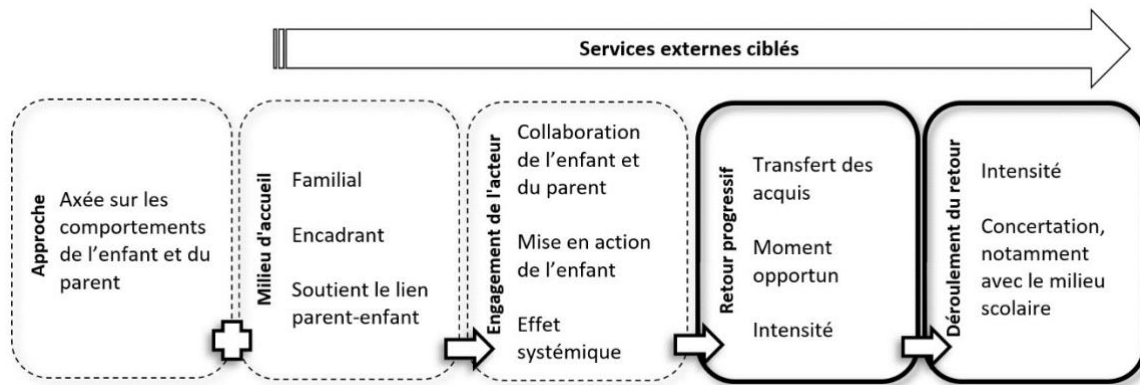 Services externes ciblés
Approche
Axée sur les
comportements
de l'enfant et du
parent
Milieu d'accueil
Familial
Encadrant
Soutient le lien
parent-enfant
Engagement de l'acteur
Collaboration
de l'enfant et
du parent
Mise en action
de l'enfant
Effet
systémique
Retour progressif
Transfert des
acquis
Moment
opportun
Intensité
Déroulement du retour
Intensité
Concertation,
notamment
avec le milieu
scolaire